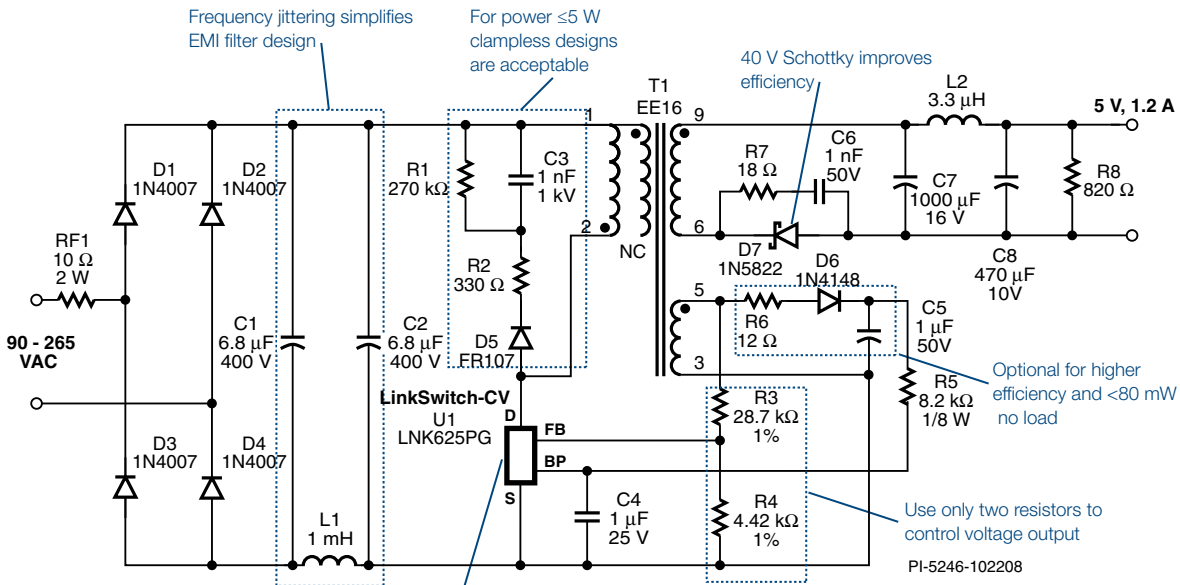 Frequency jittering simplifies
EMI filter design
For power ≤5 W
clampless designs
are acceptable
40 V Schottky improves
efficiency
T1
EE16
L2
3.3 μH
5 V, 1.2 A
1
9
D1
1N4007
D2
1N4007
R1
270 kΩ
C3
1 nF
1 kV
R7
18 Ω
C6
1 nF
50V
C7
1000 μF
16 V
R8
820 Ω
2
6
NC
RF1
10 Ω
2 W
R2
330 Ω
D7
1N5822
D6
1N4148
C8
470 μF
10V
5
R6
12 Ω
C5
1 μF
50V
90 - 265
VAC
C1
6.8 μF
400 V
C2
6.8 μF
400 V
D5
FR107
3
R5
8.2 kΩ
1/8 W
Optional for higher
efficiency and <80 mW
no load
LinkSwitch-CV
U1
LNK625PG
D
FB
BP
S
R3
28.7 kΩ
1%
D3
1N4007
D4
1N4007
L1
1 mH
C4
1 μF
25 V
R4
4.42 kΩ
1%
Use only two resistors to
control voltage output
PI-5246-102208